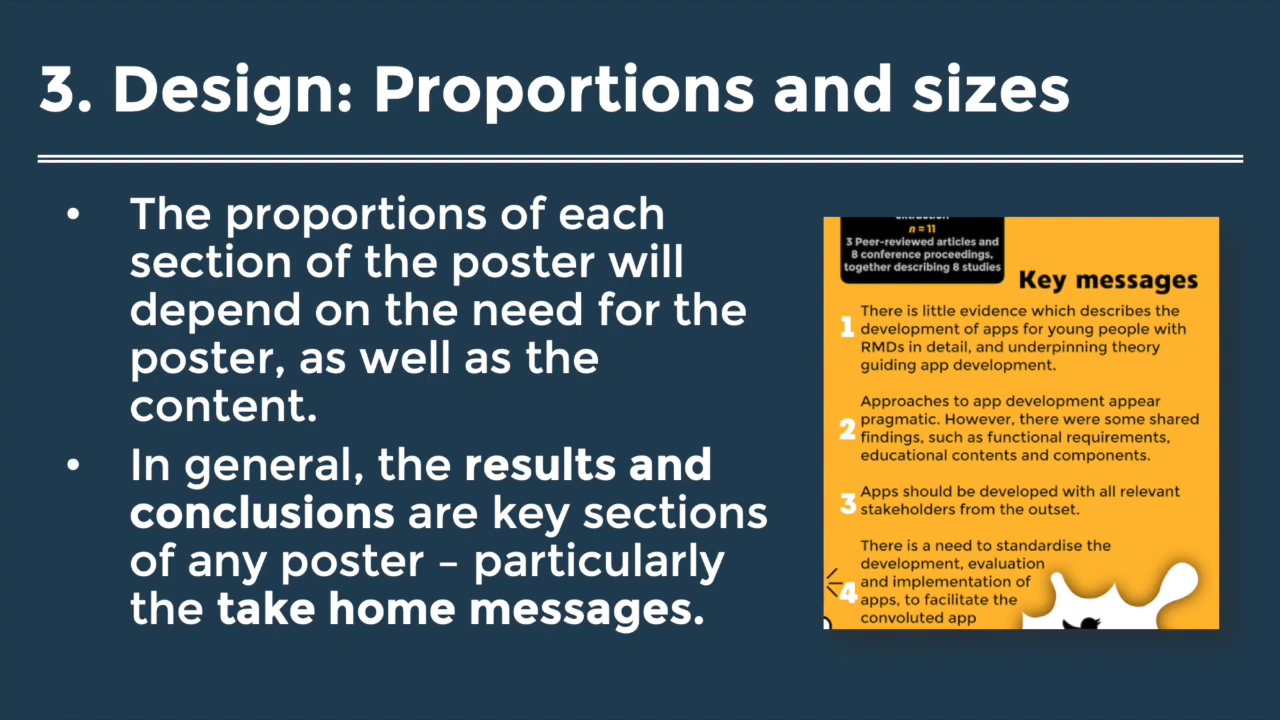 3. Design: Proportions and sizes
• The proportions of each
section of the poster will
depend on the need for the
poster, as well as the
content.
• In general, the results and
conclusions are key sections
of any poster – particularly
the take home messages.
extraction
n = 11
3 Peer-reviewed articles and
8 conference proceedings,
together describing 8 studies
Key messages
1 There is little evidence which describes the
development of apps for young people with
RMDs in detail, and underpinning theory
guiding app development.
2 Approaches to app development appear
pragmatic. However, there were some shared
findings, such as functional requirements,
educational contents and components.
3 Apps should be developed with all relevant
stakeholders from the outset.
4 There is a need to standardise the
development, evaluation
and implementation of
apps, to facilitate the
convoluted app